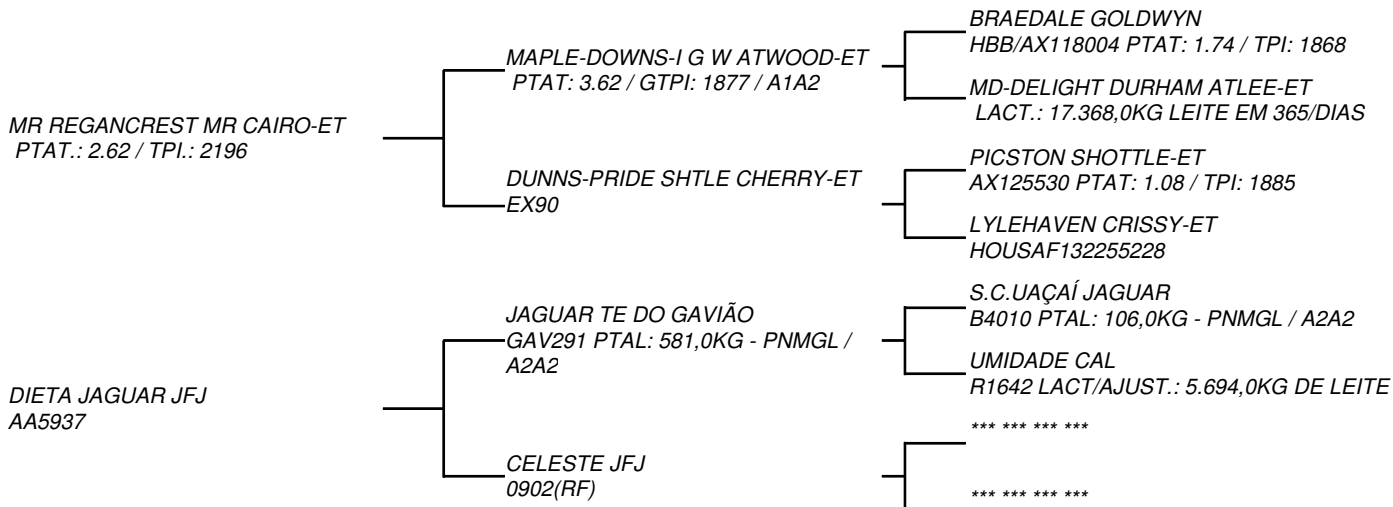 MR REGANCREST MR CAIRO-ET
PTAT.: 2.62 / TPI.: 2196
MAPLE-DOWNS-I G W ATWOOD-ET
PTAT: 3.62 / GTPI: 1877 / A1A2
BRAEDALE GOLDWYN
HBB/AX118004 PTAT: 1.74 / TPI: 1868
MD-DELIGHT DURHAM ATLEE-ET
LACT.: 17.368,0KG LEITE EM 365/DIAS
DUNNS-PRIDE SHTLE CHERRY-ET
EX90
PICSTON SHOTTLE-ET
AX125530 PTAT: 1.08 / TPI: 1885
LYLEHAVEN CRISSY-ET
HOUSAF132255228
DIETA JAGUAR JFJ
AA5937
JAGUAR TE DO GAVIÃO
GAV291 PTAL: 581,0KG - PNMGL /
A2A2
S.C.UAÇAÍ JAGUAR
B4010 PTAL: 106,0KG - PNMGL / A2A2
UMIDADE CAL
R1642 LACT/AJUST.: 5.694,0KG DE LEITE
CELESTE JFJ
0902(RF)
*** *** *** ***
*** *** *** ***